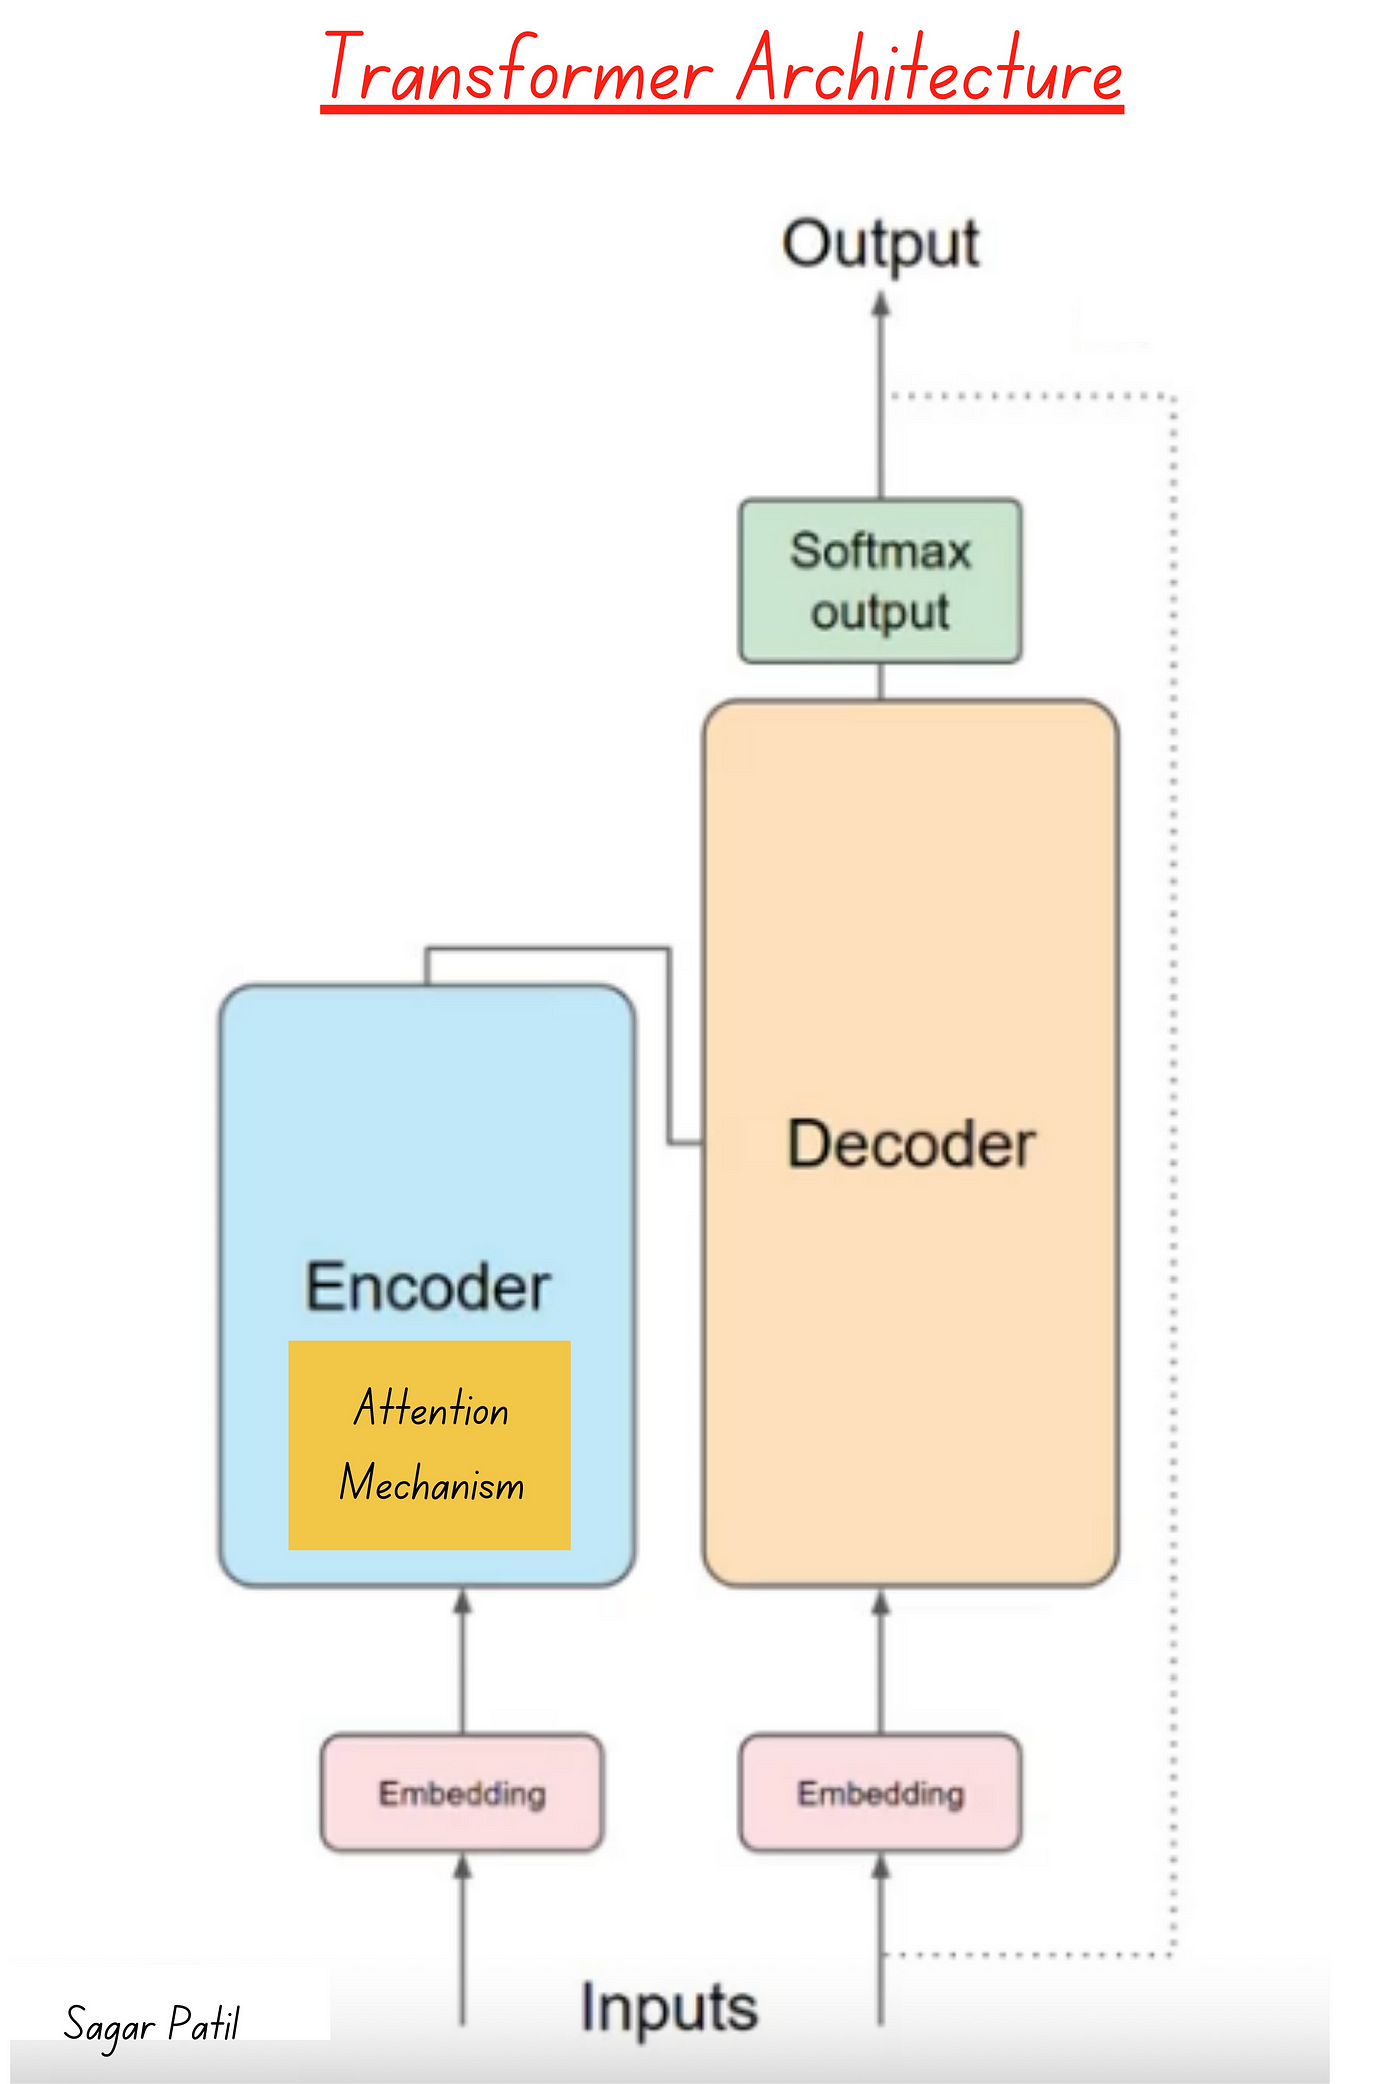 Transformer Architecture
Output
Softmax
output
Decoder
Encoder
Attention
Mechanism
Embedding
Embedding
Inputs
Sagar Patil